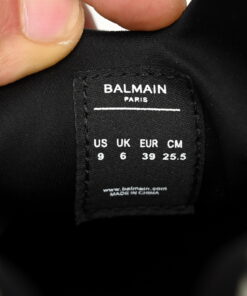 BALMAIN
PARIS
US UK EUR CM
9 6 39 25.5
www.balmain.com
MADE IN CHINA